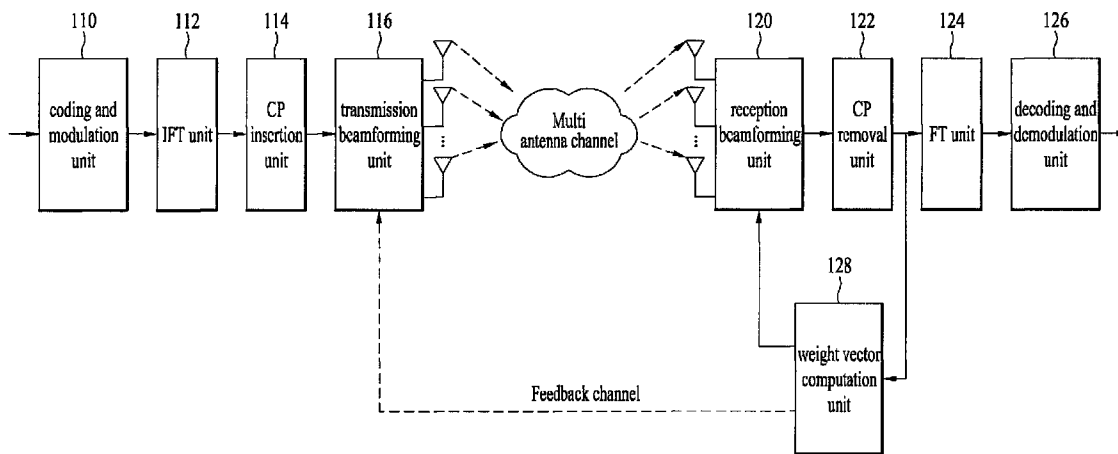 110
112
114
116
120
122
124
126
coding and
modulation
unit
IFT unit
CP
insertion
unit
transmission
beamforming
unit
Multi
antenna channel
reception
beamforming
unit
CP
removal
unit
FT unit
decoding and
demodulation
unit
128
weight vector
computation
unit
Feedback channel